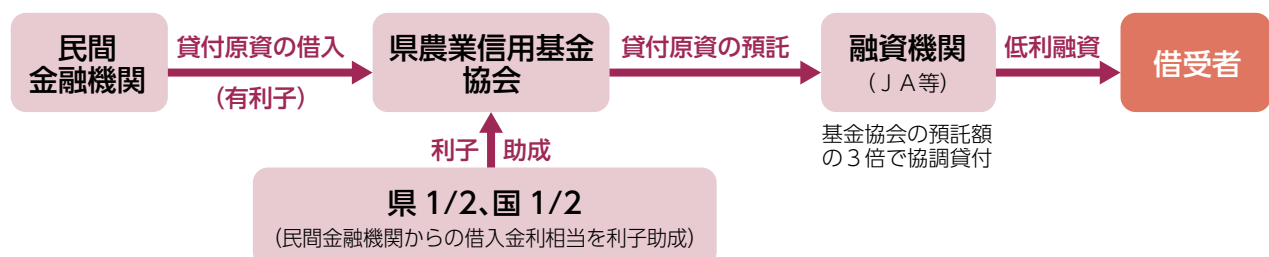 民間
金融機関
貸付原資の借入
（有利子）
県農業信用基金
協会
貸付原資の預託
融資機関
（ＪＡ等）
低利融資
借受者
基金協会の預託額
の３倍で協調貸付
利子 助成
県 1/2、国 1/2
（民間金融機関からの借入金利相当を利子助成）